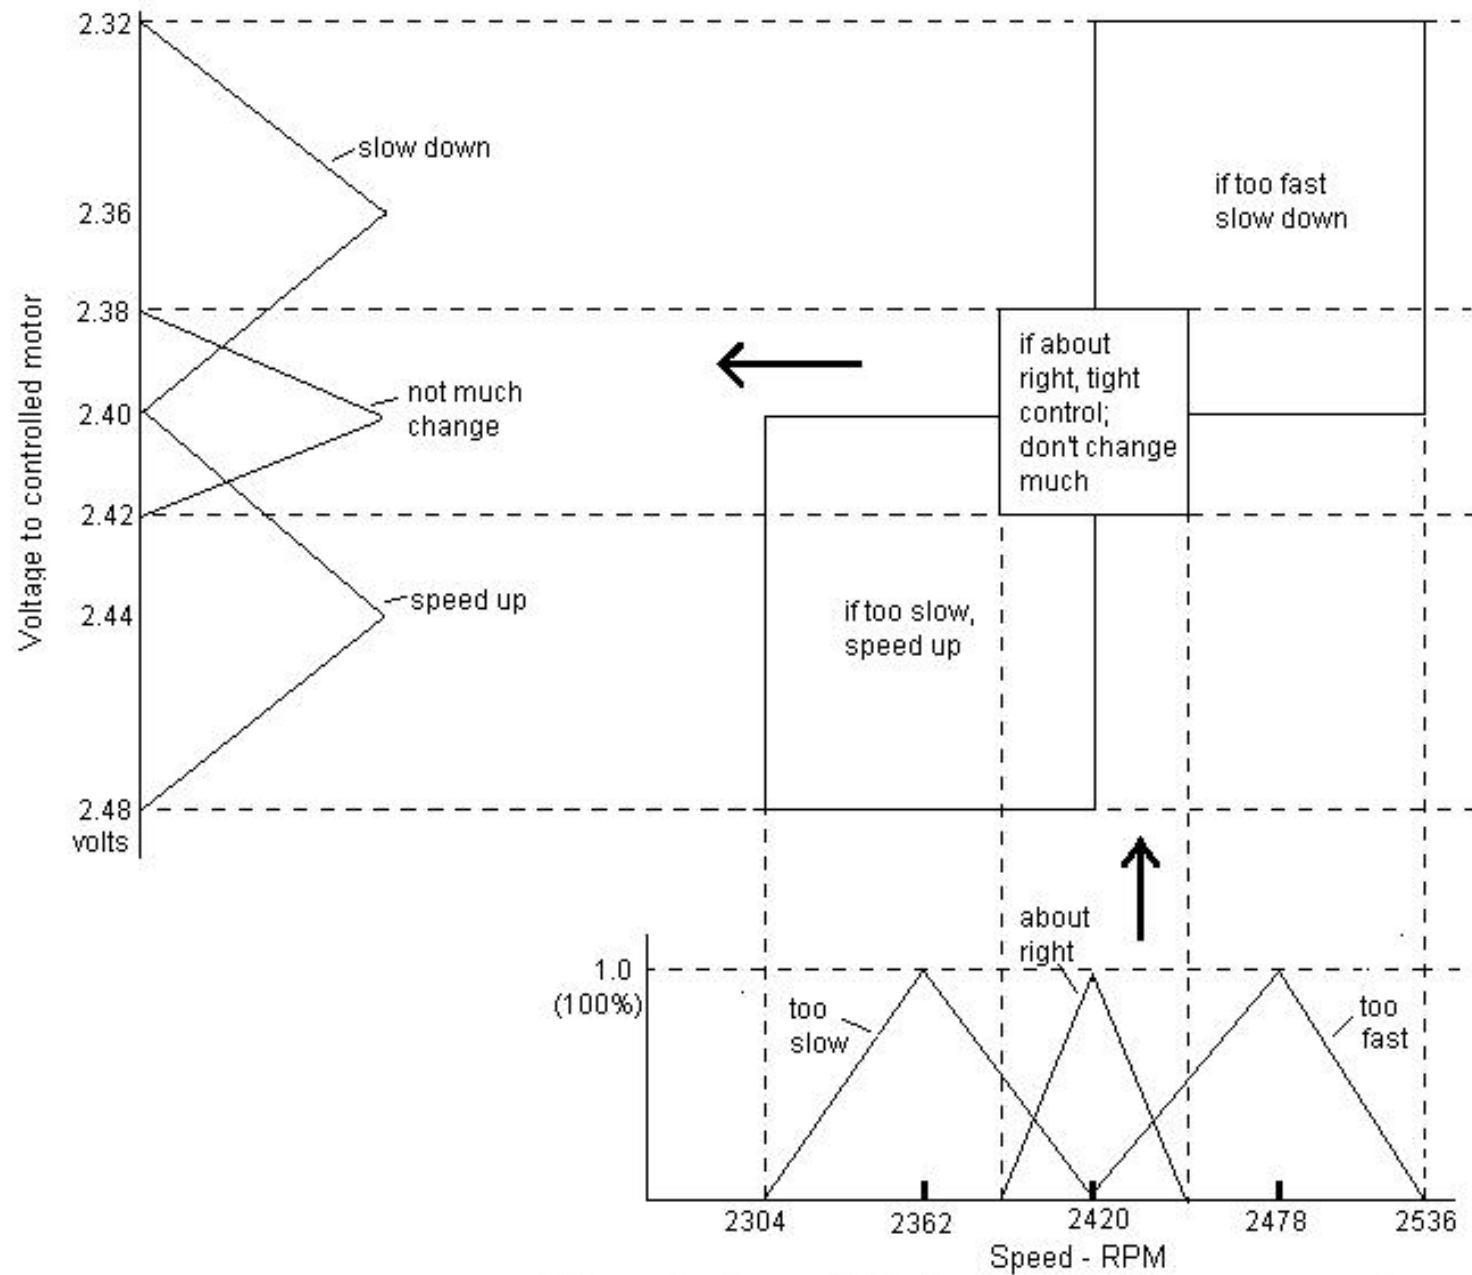 2.32
slow down
2.36
if too fast
slow down
Voltage to controlled motor
2.38
if about
right, tight
control;
don't change
much
2.40
not much
change
2.42
2.44
speed up
if too slow,
speed up
2.48
volts
about
right
1.0
(100%)
too
slow
too
fast
2304
2362
2420
2478
2536
Speed - RPM